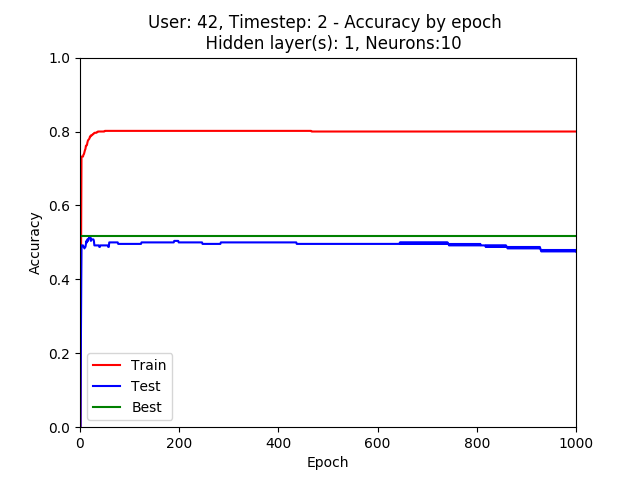 User: 42, Timestep: 2 - Accuracy by epoch
Hidden layer(s): 1, Neurons:10
1.0
0.8
0.6
0.4
0.2
0.0
Accuracy
Train
Test
Best
0 200 400 600 800 1000
Epoch